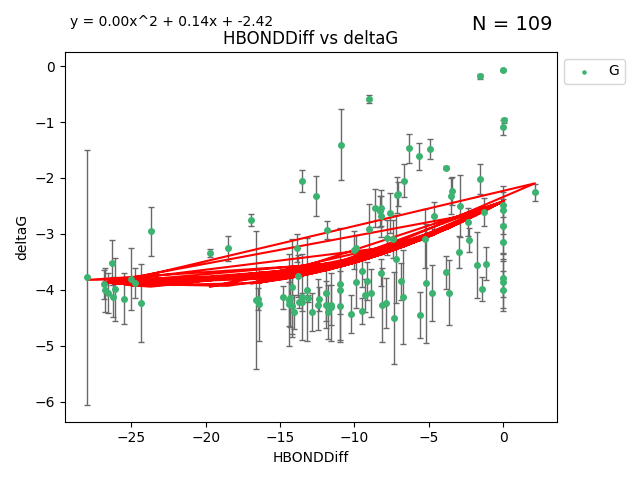 y = 0.00x^2 + 0.14x + -2.42
N = 109
HBONDDiff vs deltaG
G
0
−1
−2
−3
−4
−5
−6
deltaG
−25 −20 −15 −10 −5 0
HBONDDiff